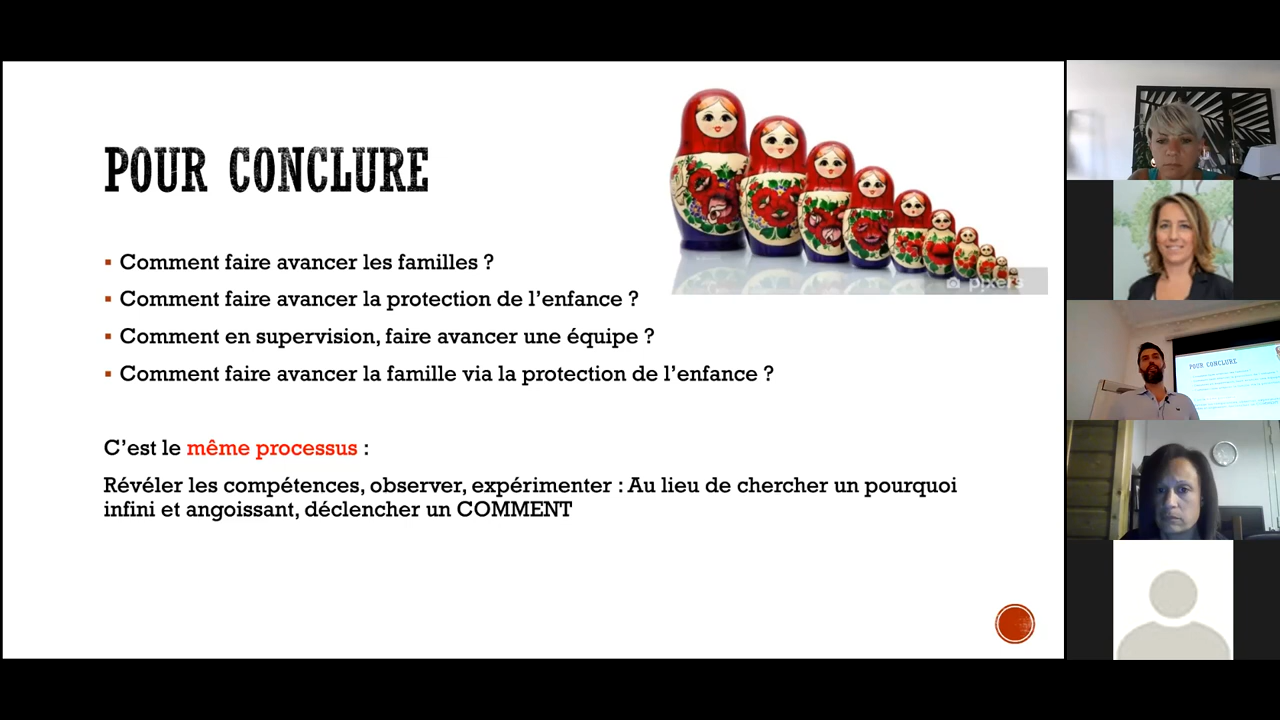 POUR CONCLURE
pixers
Comment faire avancer les familles ?
Comment faire avancer la protection de l'enfance ?
Comment en supervision, faire avancer une équipe ?
Comment faire avancer la famille via la protection de l'enfance ?
C'est le même processus :
Révéler les compétences, observer, expérimenter : Au lieu de chercher un pourquoi
infini et angoissant, déclencher un COMMENT
POUR CONCLURE